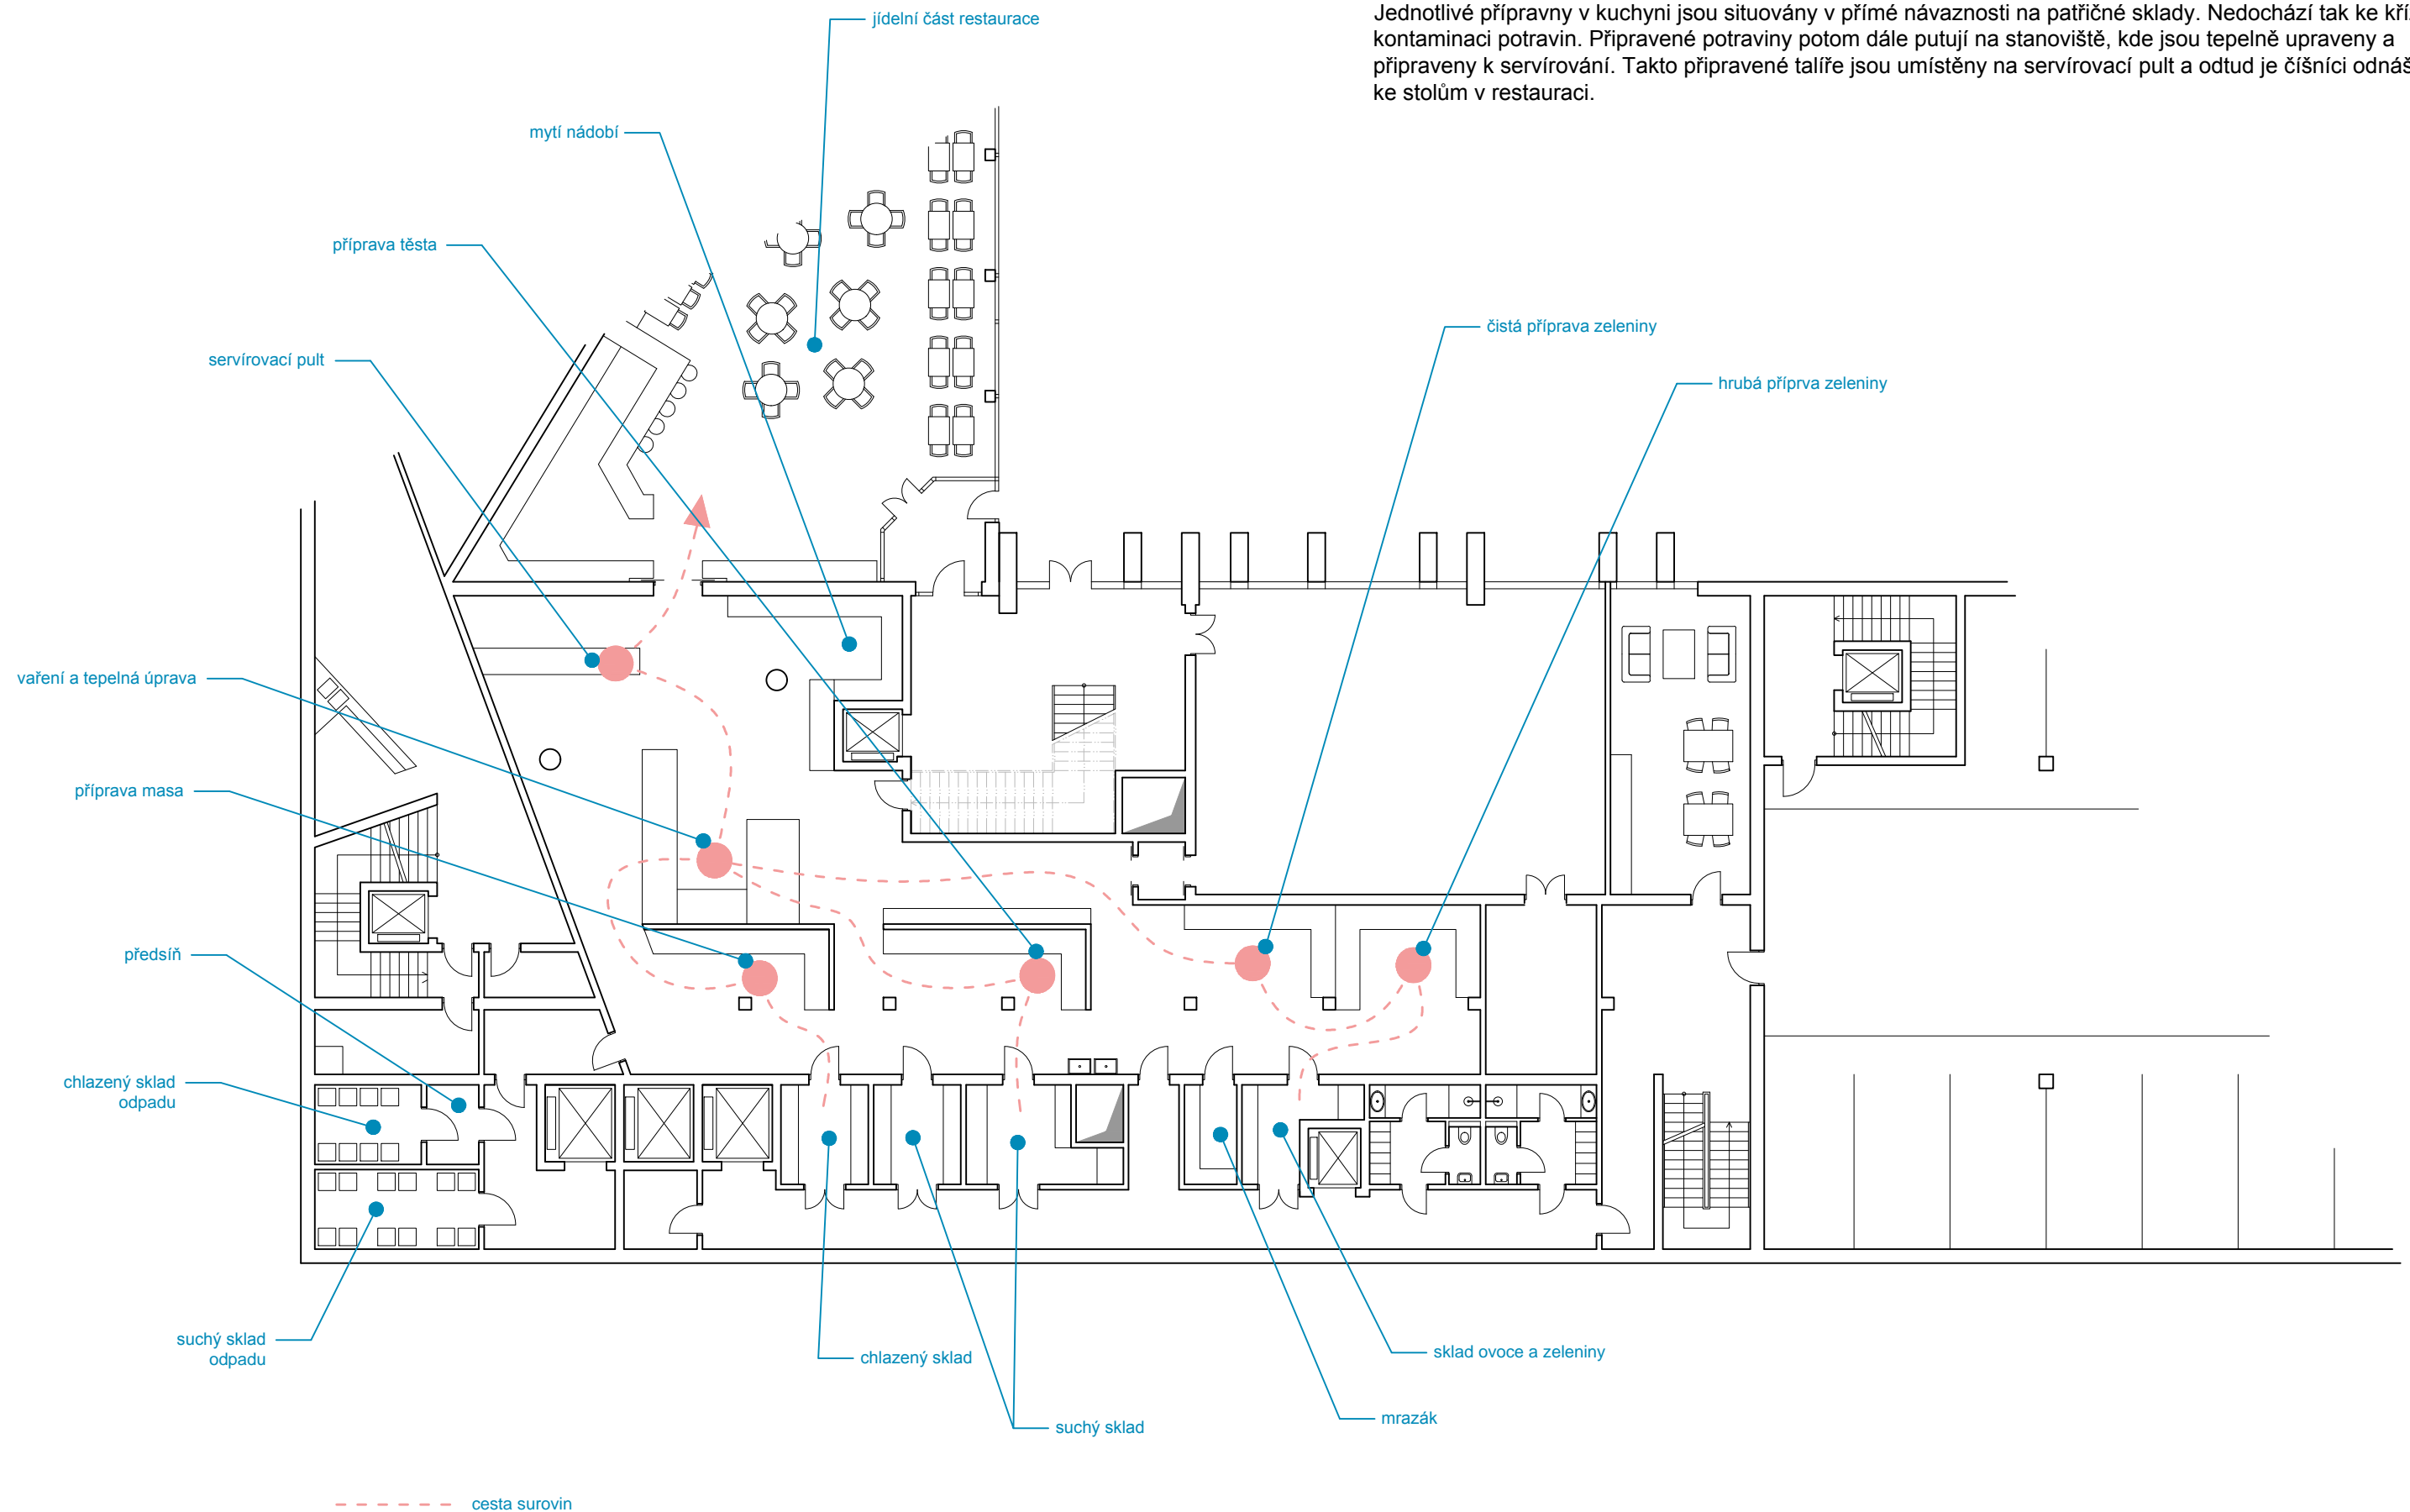 Jednotlivé přípravny v kuchyni jsou situovány v přímé návaznosti na patřičné sklady. Nedochází tak ke
kontaminaci potravin. Připravené potraviny potom dále putují na stanoviště, kde jsou tepelně upraveny a
připraveny k servírování. Takto připravené talíře jsou umístěny na servírovací pult a odtud je číšníci
ke stolům v restauraci.
jídelní část restaurace
mytí nádobí
příprava těsta
servírovací pult
čistá příprava zeleniny
hrubá příprva zeleniny
vaření a tepelná úprava
příprava masa
předsíň
chlazený sklad
odpadu
suchý sklad
odpadu
chlazený sklad
suchý sklad
mrazák
sklad ovoce a zeleniny
cesta surovin